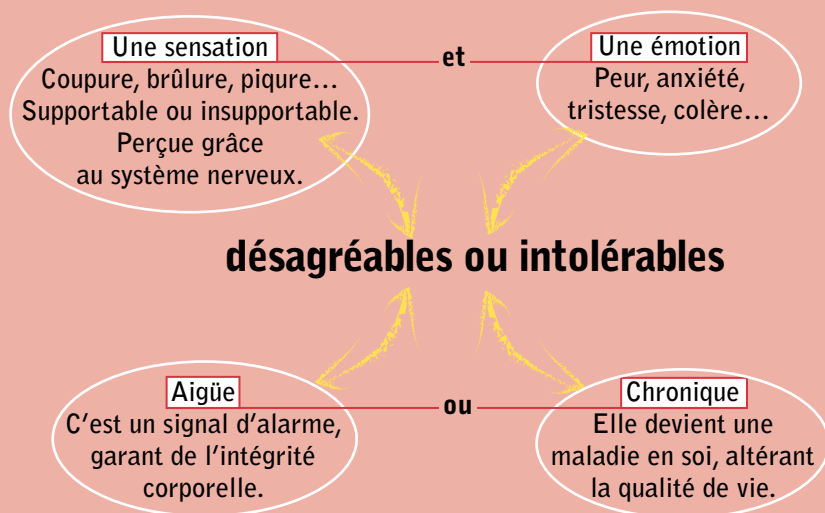 Une sensation
Coupure, brûlure, piqure…
Supportable ou insupportable.
Perçue grâce
au système nerveux.
et
Une émotion
Peur, anxiété,
tristesse, colère…
désagréables ou intolérables
Aigüe
C'est un signal d'alarme,
garant de l'intégrité
corporelle.
ou
Chronique
Elle devient une
maladie en soi, altérant
la qualité de vie.